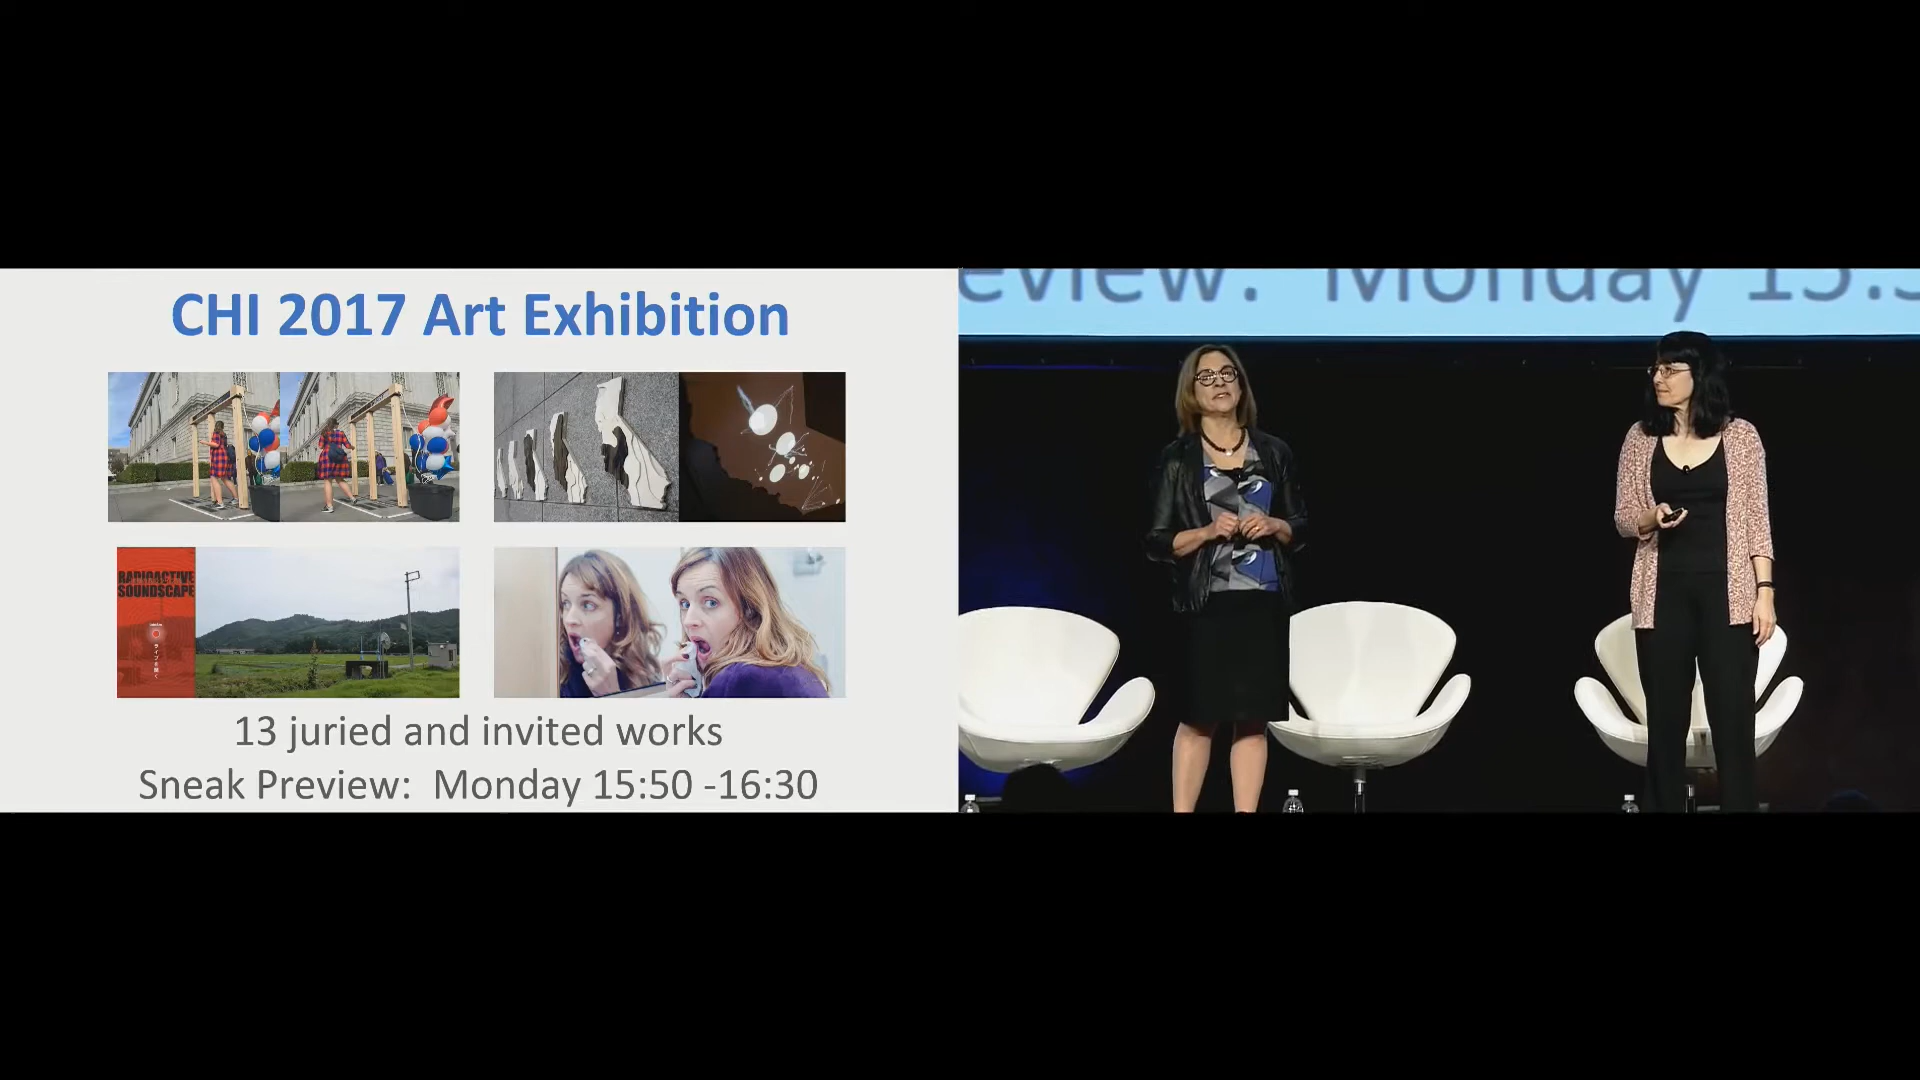 CHI 2017 Art Exhibition
RADIOACTIVE
SOUNDSCAPE
13 juried and invited works
Sneak Preview:  Monday 15:50 -16:30
eview:  Monday 15:5